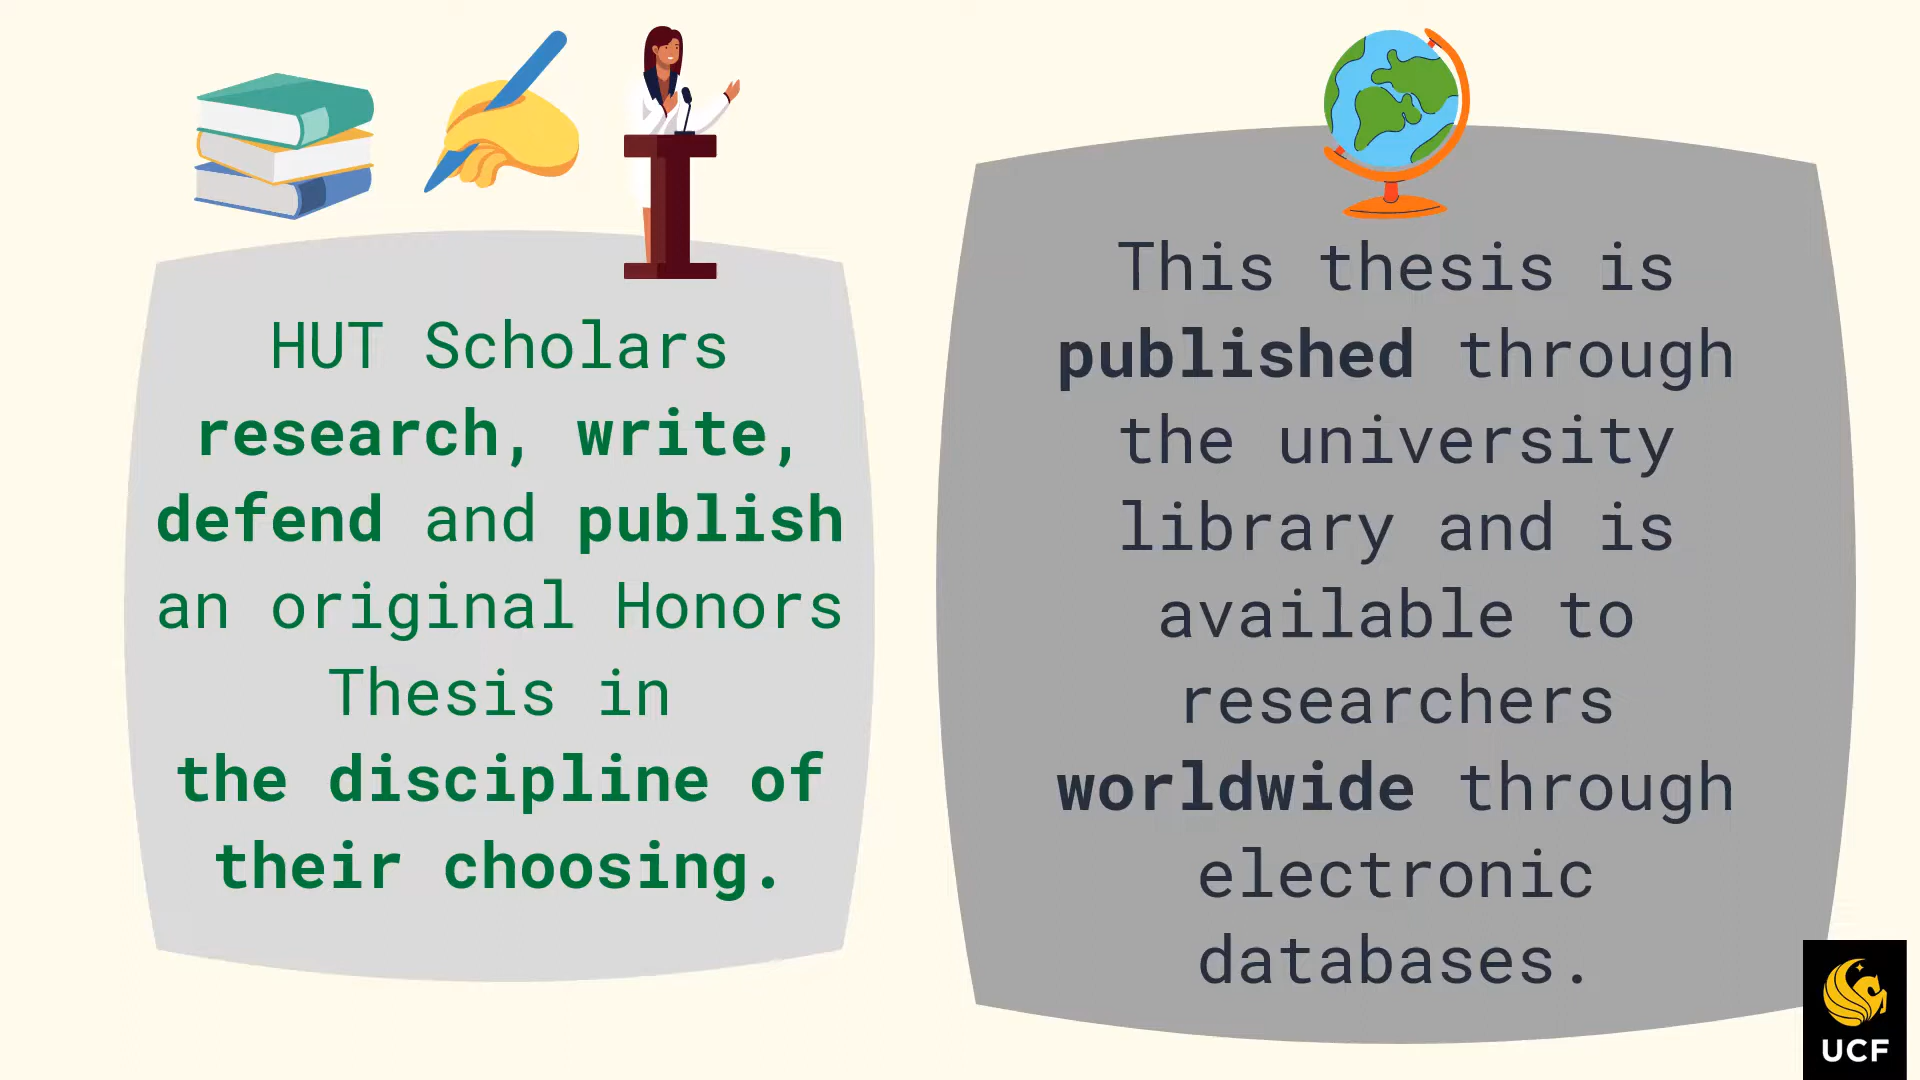 HUT Scholars
research, write,
defend and publish
an original Honors
Thesis in
the discipline of
their choosing.
This thesis is
published through
the university
library and is
available to
researchers
worldwide through
electronic
databases.
UCF